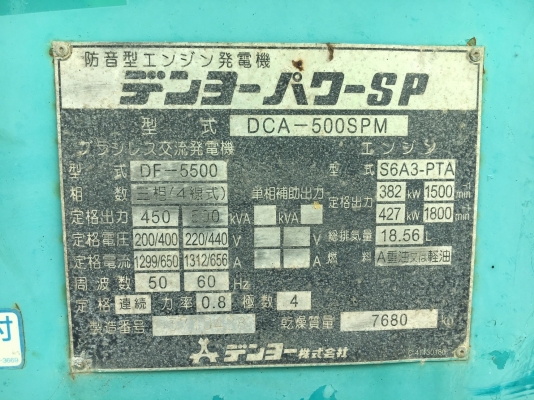 防音型エンジン発電機
デンヨーパワーSP
型式 DCA-500SPM
ブラシレス交流発電機 エンジン
型式 DF-5500 型式 S6A3-PTA
相数 三相(4線式) 単相補助出力 定格出力 382 kW 1500 min⁻¹
定格出力 450 kVA kVA 427 kW 1800 min⁻¹
定格電圧 200/400 220/440 V V 総排気量 18.56 L
定格電流 1299/650 1312/656 A A 燃料 A重油又は軽油
周波数 50 60 Hz
定格 連続 力率 0.8 極数 4
製造番号 乾燥質量 7680 kg
デンヨー株式会社
付